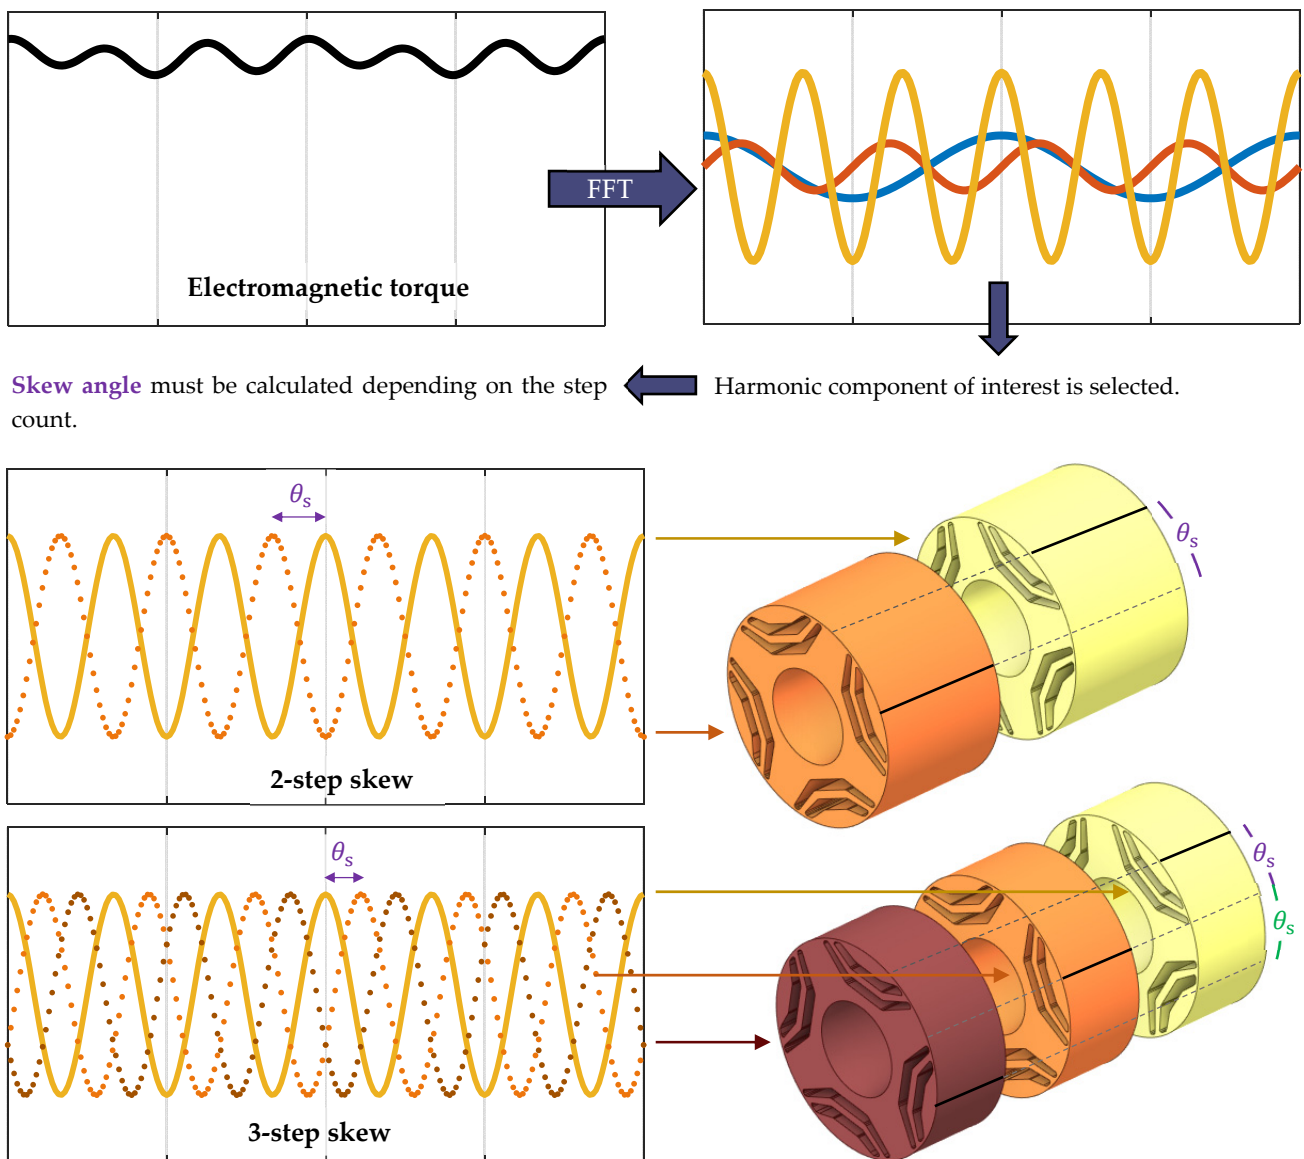 Electromagnetic torque
FFT
Skew angle must be calculated depending on the step
count.
Harmonic component of interest is selected.
θs
2-step skew
θs
θs
3-step skew
θs
θs